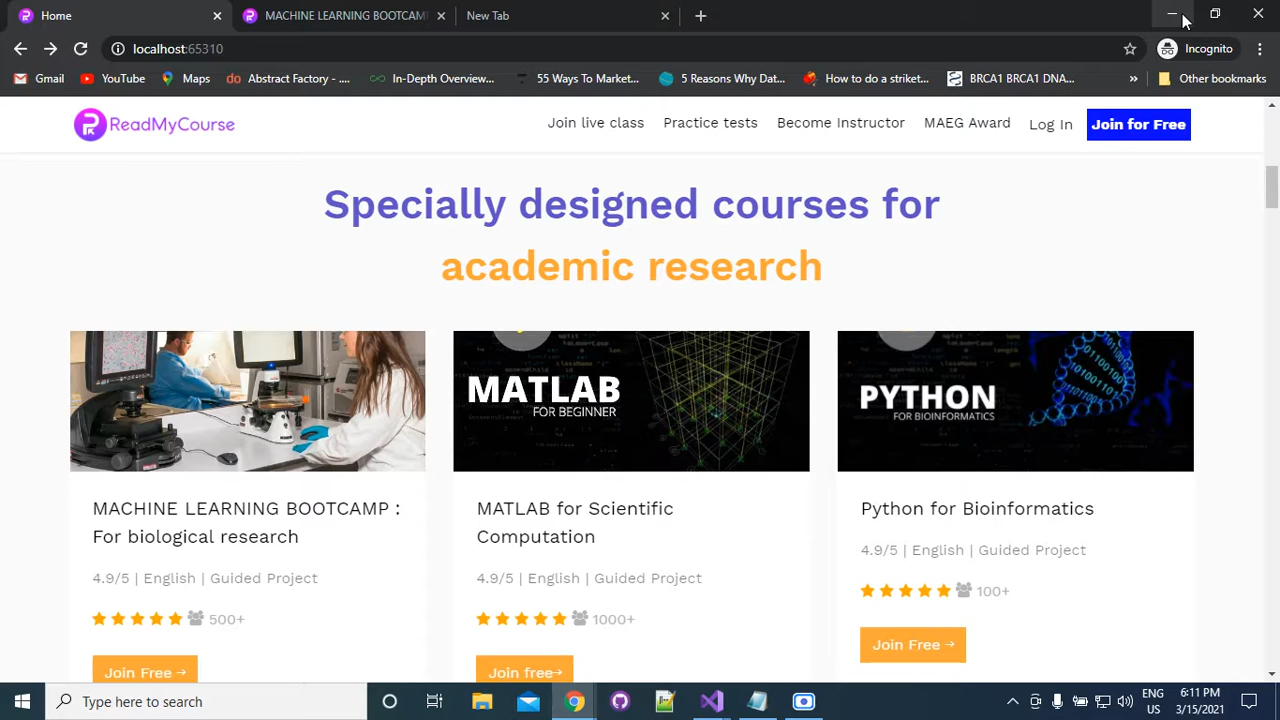 Home
MACHINE LEARNING BOOTCAMP
New Tab
localhost:65310
Incognito
Gmail
YouTube
Maps
Abstract Factory - ....
In-Depth Overview...
55 Ways To Market...
5 Reasons Why Dat...
How to do a striket...
BRCA1 BRCA1 DNA...
»
Other bookmarks
ReadMyCourse
Join live class
Practice tests
Become Instructor
MAEG Award
Log In
Join for Free
Specially designed courses for
academic research
MATLAB
FOR BEGINNER
PYTHON
FOR BIOINFORMATICS
MACHINE LEARNING BOOTCAMP :
For biological research
4.9/5 | English | Guided Project
500+
Join Free →
MATLAB for Scientific
Computation
4.9/5 | English | Guided Project
1000+
Join free→
Python for Bioinformatics
4.9/5 | English | Guided Project
100+
Join Free →
Type here to search
ENG
US
6:11 PM
3/15/2021